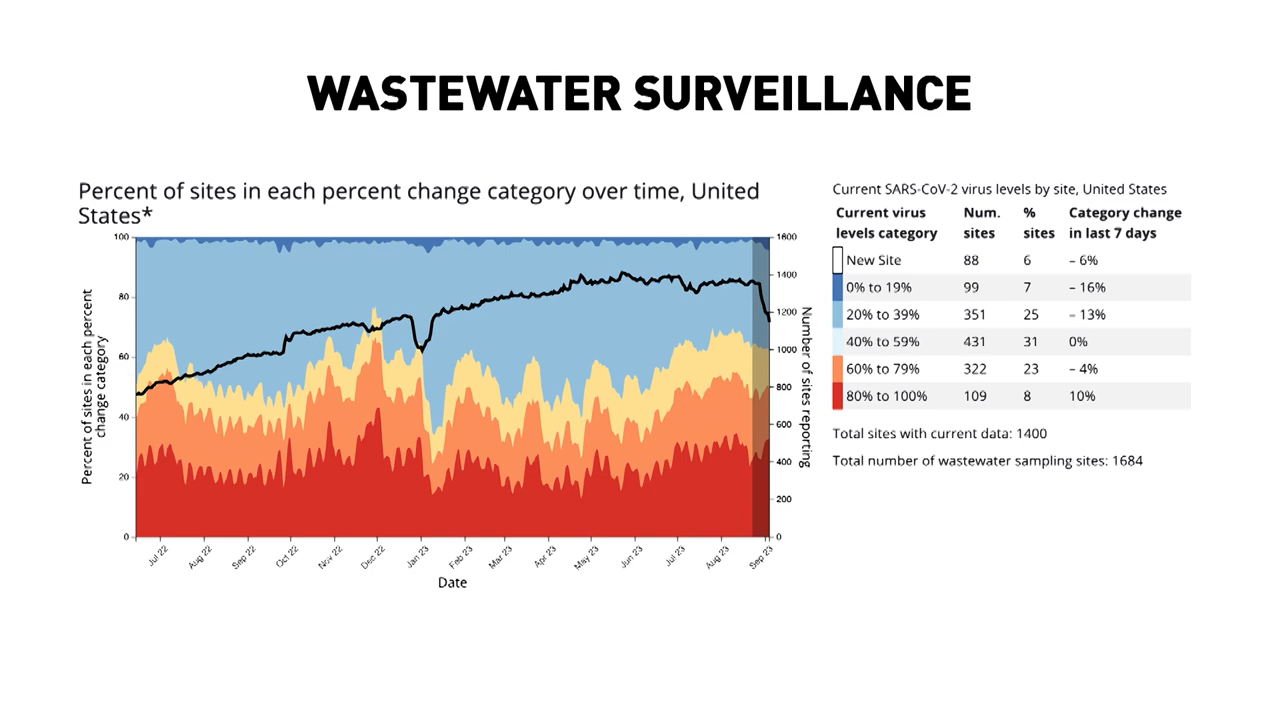 WASTEWATER SURVEILLANCE
Percent of sites in each percent change category over time, United
States*
100
80
60
40
20
0
Percent of sites in each percent
change category
1600
1400
1200
1000
800
600
400
200
0
Number of sites reporting
Jul 22
Aug 22
Sep 22
Oct 22
Nov 22
Dec 22
Jan 23
Feb 23
Mar 23
Apr 23
May 23
Jun 23
Jul 23
Aug 23
Sep 23
Date
Current SARS-CoV-2 virus levels by site, United States
Current virus Num. % Category change
levels category sites sites in last 7 days
New Site 88 6 – 6%
0% to 19% 99 7 – 16%
20% to 39% 351 25 – 13%
40% to 59% 431 31 0%
60% to 79% 322 23 – 4%
80% to 100% 109 8 10%
Total sites with current data: 1400
Total number of wastewater sampling sites: 1684